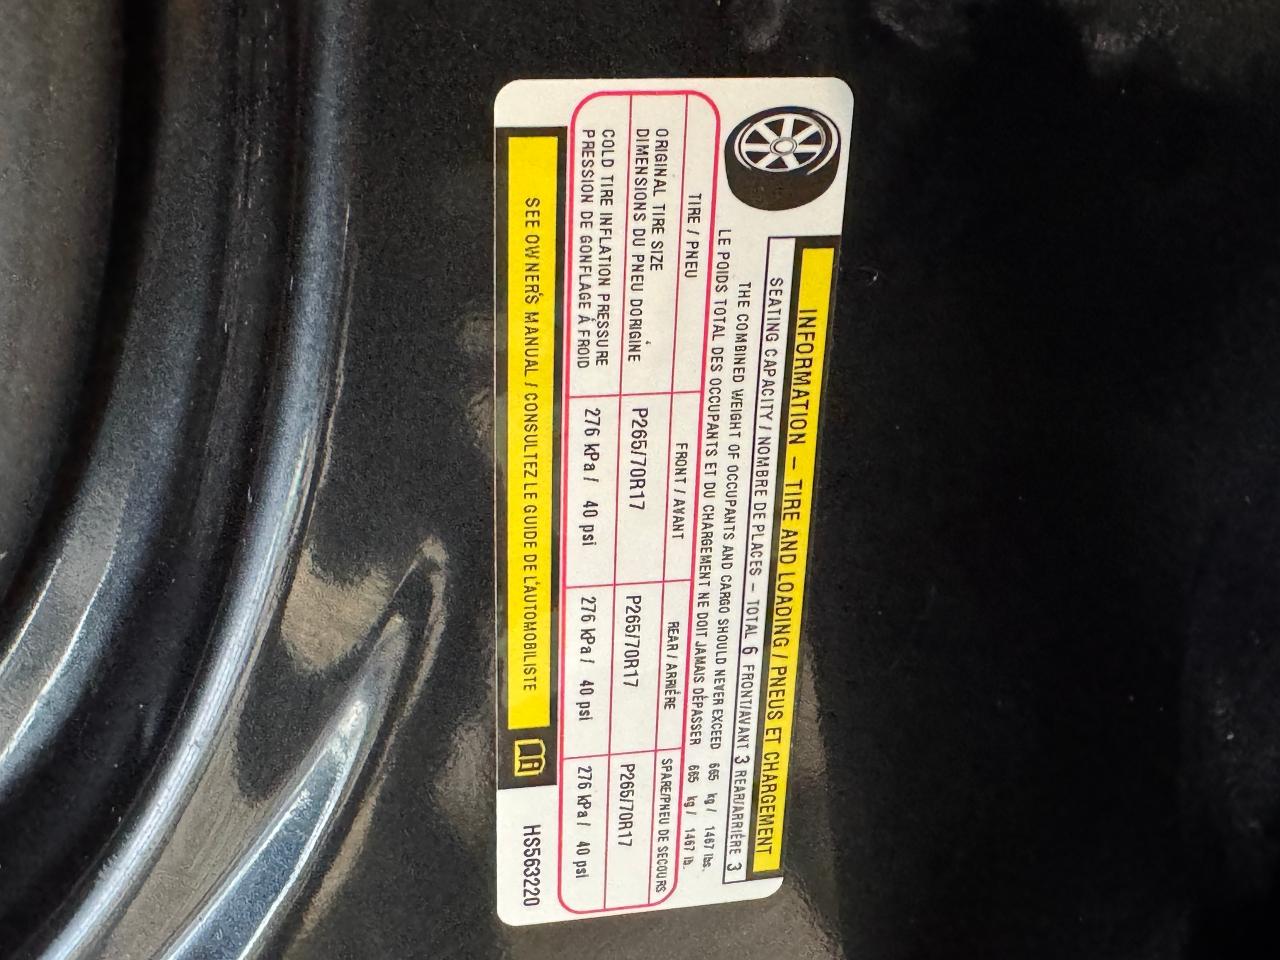 INFORMATION – TIRE AND LOADING / PNEUS ET CHARGEMENT
SEATING CAPACITY / NOMBRE DE PLACES – TOTAL 6 FRONT/AVANT 3 REAR/ARRIÈRE 3
THE COMBINED WEIGHT OF OCCUPANTS AND CARGO SHOULD NEVER EXCEED 665 kg / 1467 lbs.
LE POIDS TOTAL DES OCCUPANTS ET DU CHARGEMENT NE DOIT JAMAIS DÉPASSER 665 kg / 1467 lb.
TIRE / PNEU FRONT / AVANT REAR / ARRIÈRE SPARE/PNEU DE SECOURS
ORIGINAL TIRE SIZE
DIMENSIONS DU PNEU D'ORIGINE P265/70R17 P265/70R17 P265/70R17
COLD TIRE INFLATION PRESSURE
PRESSION DE GONFLAGE À FROID 276 kPa / 40 psi 276 kPa / 40 psi 276 kPa / 40 psi
SEE OWNER'S MANUAL / CONSULTEZ LE GUIDE DE L'AUTOMOBILISTE
HS563220